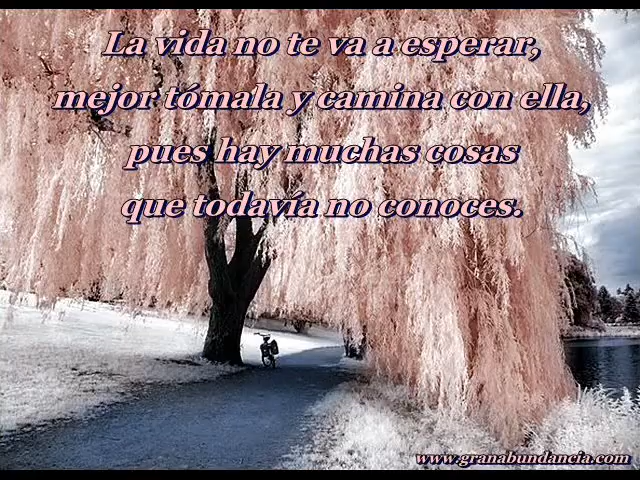 La vida no te va a esperar,
mejor tómala y camina con ella,
pues hay muchas cosas
que todavía no conoces.
www.granabundancia.com